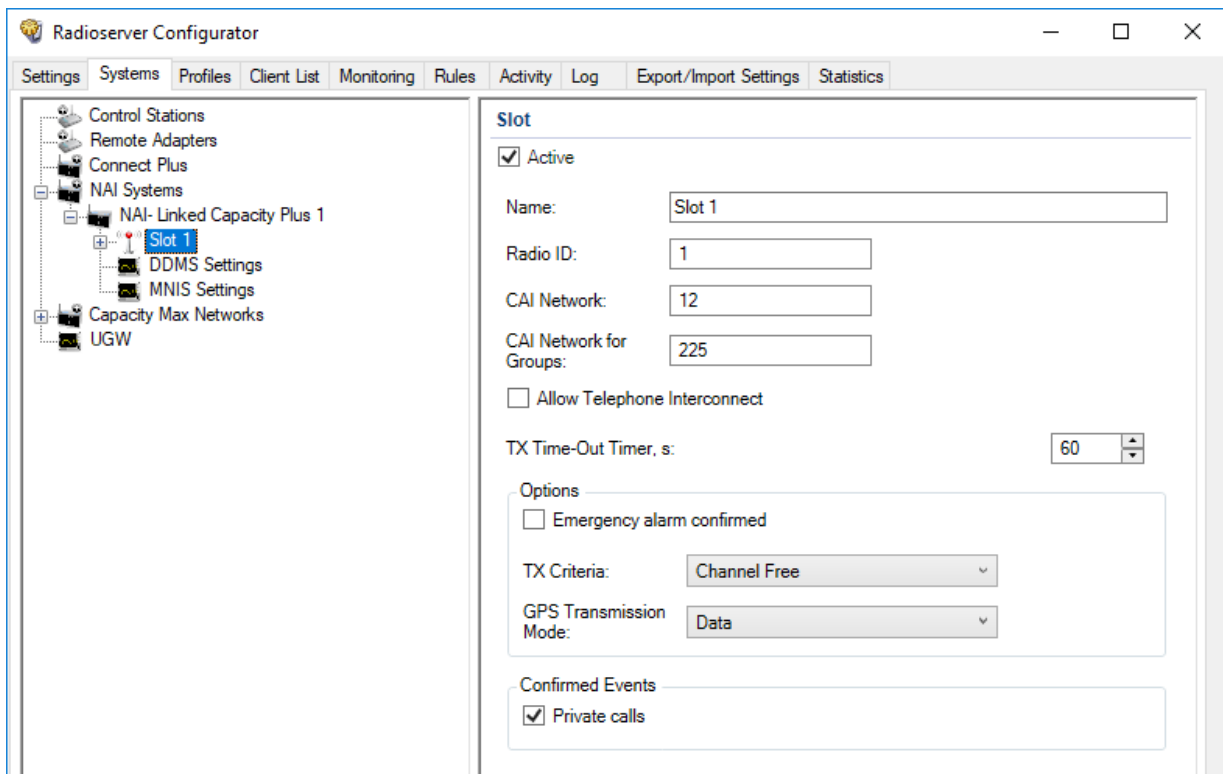 Radioserver Configurator
Settings Systems Profiles Client List Monitoring Rules Activity Log Export/Import Settings Statistics
Control Stations
Remote Adapters
Connect Plus
NAI Systems
NAI- Linked Capacity Plus 1
Slot 1
DDMS Settings
MNIS Settings
Capacity Max Networks
UGW
Slot
Active
Name: Slot 1
Radio ID: 1
CAI Network: 12
CAI Network for
Groups: 225
Allow Telephone Interconnect
TX Time-Out Timer, s: 60
Options
Emergency alarm confirmed
TX Criteria: Channel Free
GPS Transmission
Mode: Data
Confirmed Events
Private calls